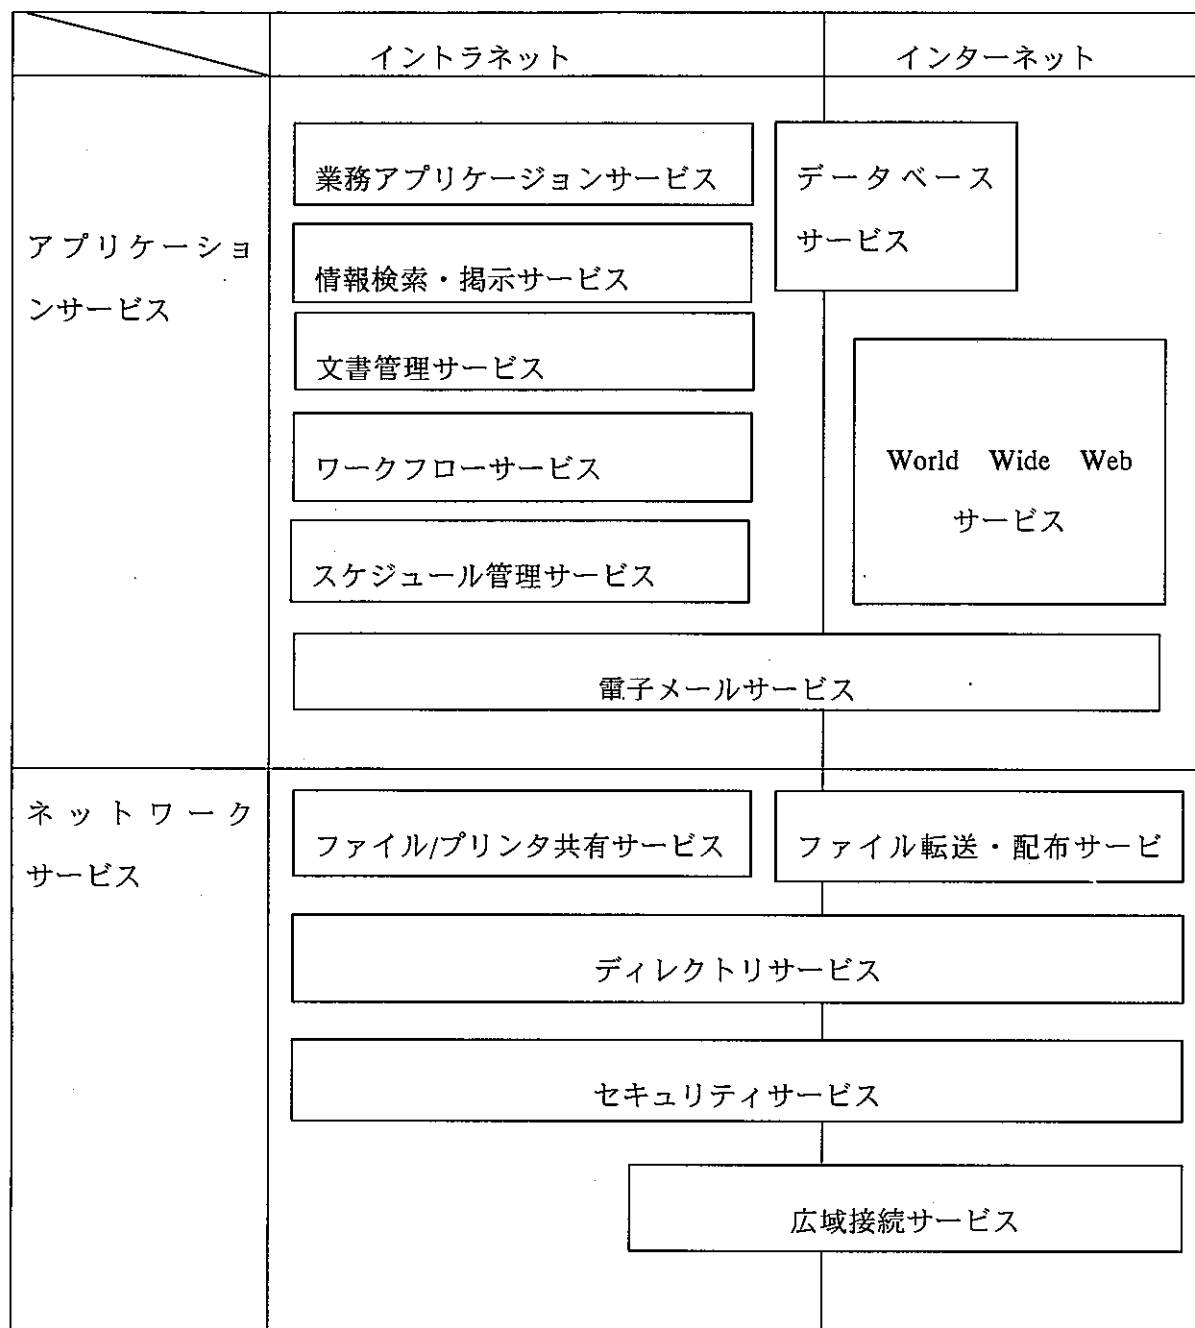 イントラネット
インターネット
アプリケーショ
ンサービス
業務アプリケージョンサービス
情報検索・掲示サービス
文書管理サービス
ワークフローサービス
スケジュール管理サービス
データベース
サービス
World Wide Web
サービス
電子メールサービス
ネットワーク
サービス
ファイル/プリンタ共有サービス
ファイル転送・配布サービ
ディレクトリサービス
セキュリティサービス
広域接続サービス